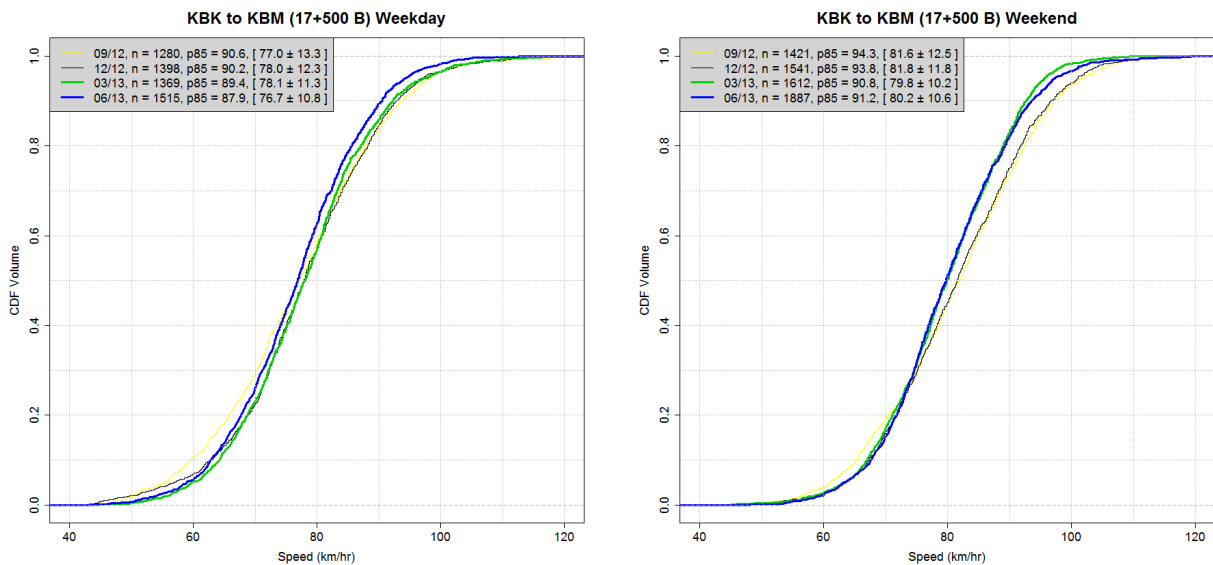 KBK to KBM (17+500 B) Weekday
09/12, n = 1280, p85 = 90.6, [ 77.0 ± 13.3 ]
12/12, n = 1398, p85 = 90.2, [ 78.0 ± 12.3 ]
03/13, n = 1369, p85 = 89.4, [ 78.1 ± 11.3 ]
06/13, n = 1515, p85 = 87.9, [ 76.7 ± 10.8 ]
CDF Volume
1.0
0.8
0.6
0.4
0.2
0.0
40 60 80 100 120
Speed (km/hr)
KBK to KBM (17+500 B) Weekend
09/12, n = 1421, p85 = 94.3, [ 81.6 ± 12.5 ]
12/12, n = 1541, p85 = 93.8, [ 81.8 ± 11.8 ]
03/13, n = 1612, p85 = 90.8, [ 79.8 ± 10.2 ]
06/13, n = 1887, p85 = 91.2, [ 80.2 ± 10.6 ]
CDF Volume
1.0
0.8
0.6
0.4
0.2
0.0
40 60 80 100 120
Speed (km/hr)